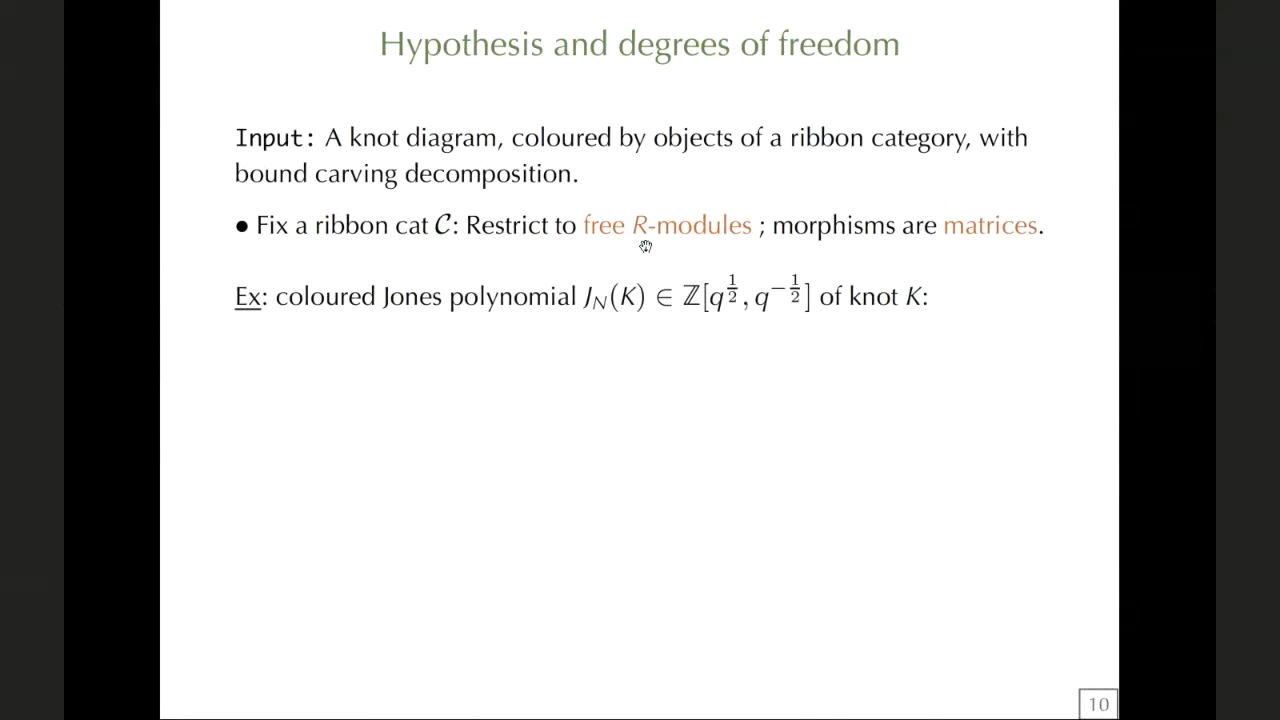 Hypothesis and degrees of freedom
Input: A knot diagram, coloured by objects of a ribbon category, with
bound carving decomposition.
• Fix a ribbon cat 𝒞: Restrict to free R-modules ; morphisms are matrices.
Ex: coloured Jones polynomial J_N(K) ∈ ℤ[q^{1/2}, q^{-1/2}] of knot K:
10